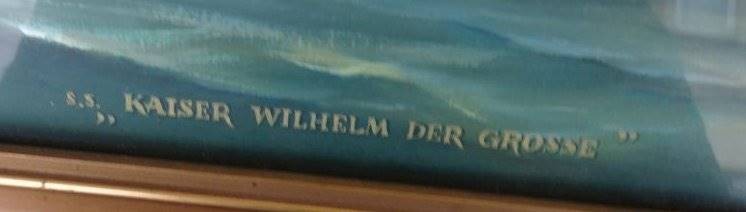 s.s. „KAISER WILHELM DER GROSSE”